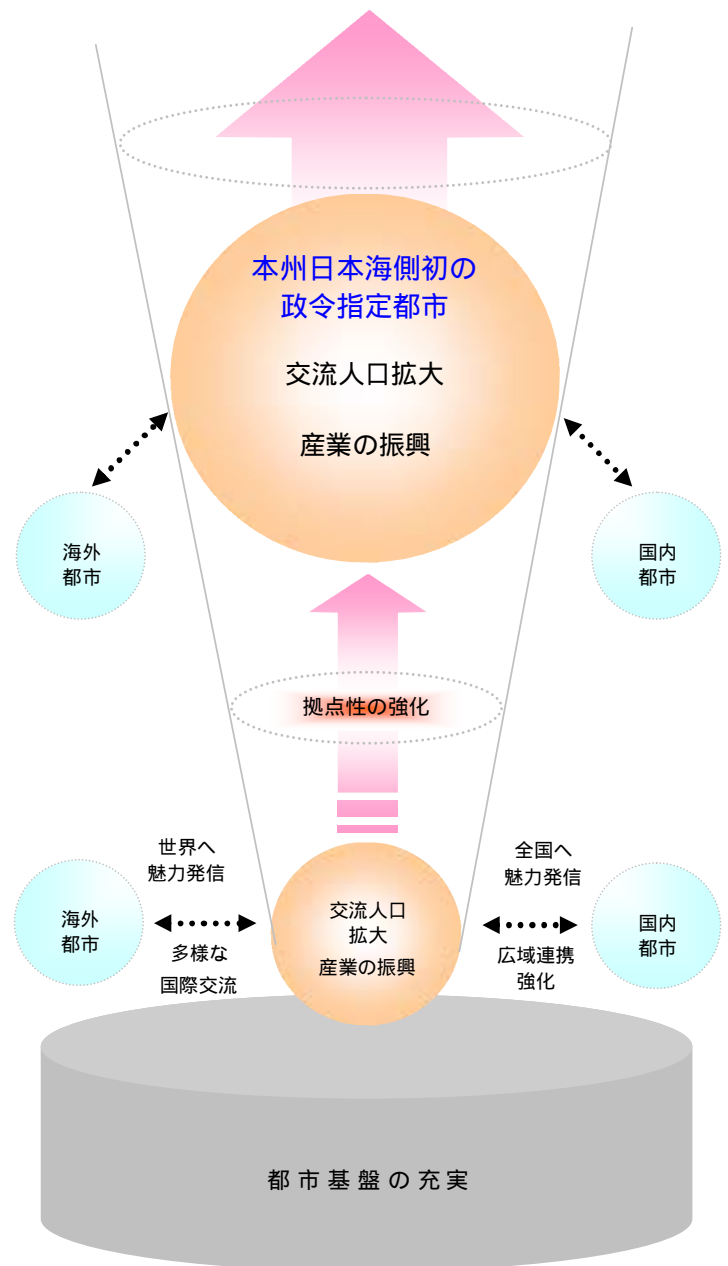 本州日本海側初の
政令指定都市
交流人口拡大
産業の振興
海外
都市
国内
都市
拠点性の強化
世界へ
魅力発信
全国へ
魅力発信
海外
都市
多様な
国際交流
交流人口
拡大
産業の振興
広域連携
強化
国内
都市
都市基盤の充実